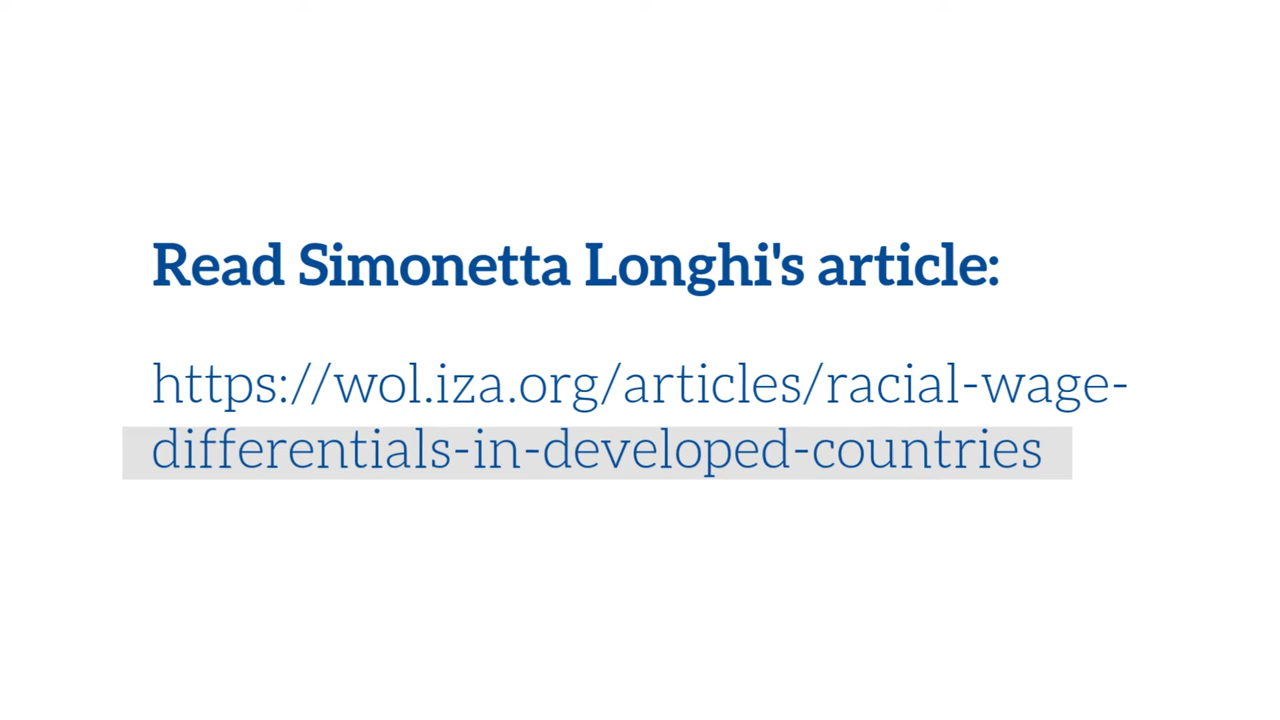 Read Simonetta Longhi's article:
https://wol.iza.org/articles/racial-wage-
differentials-in-developed-countries